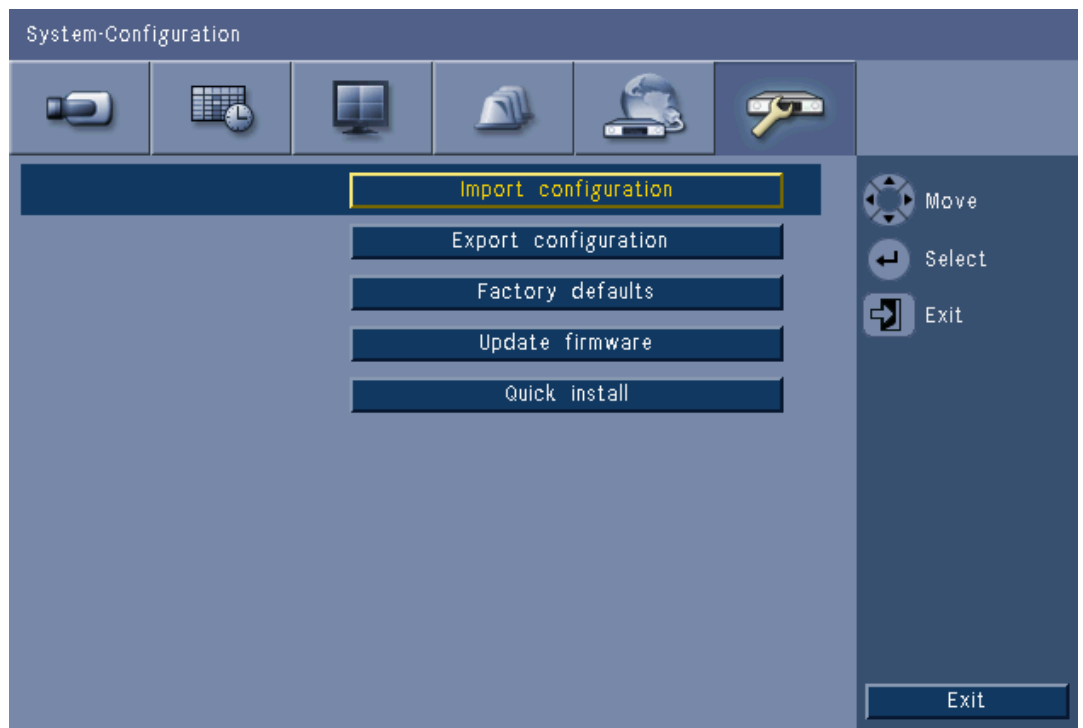 System-Configuration
Import configuration
Export configuration
Factory defaults
Update firmware
Quick install
Move
Select
Exit
Exit